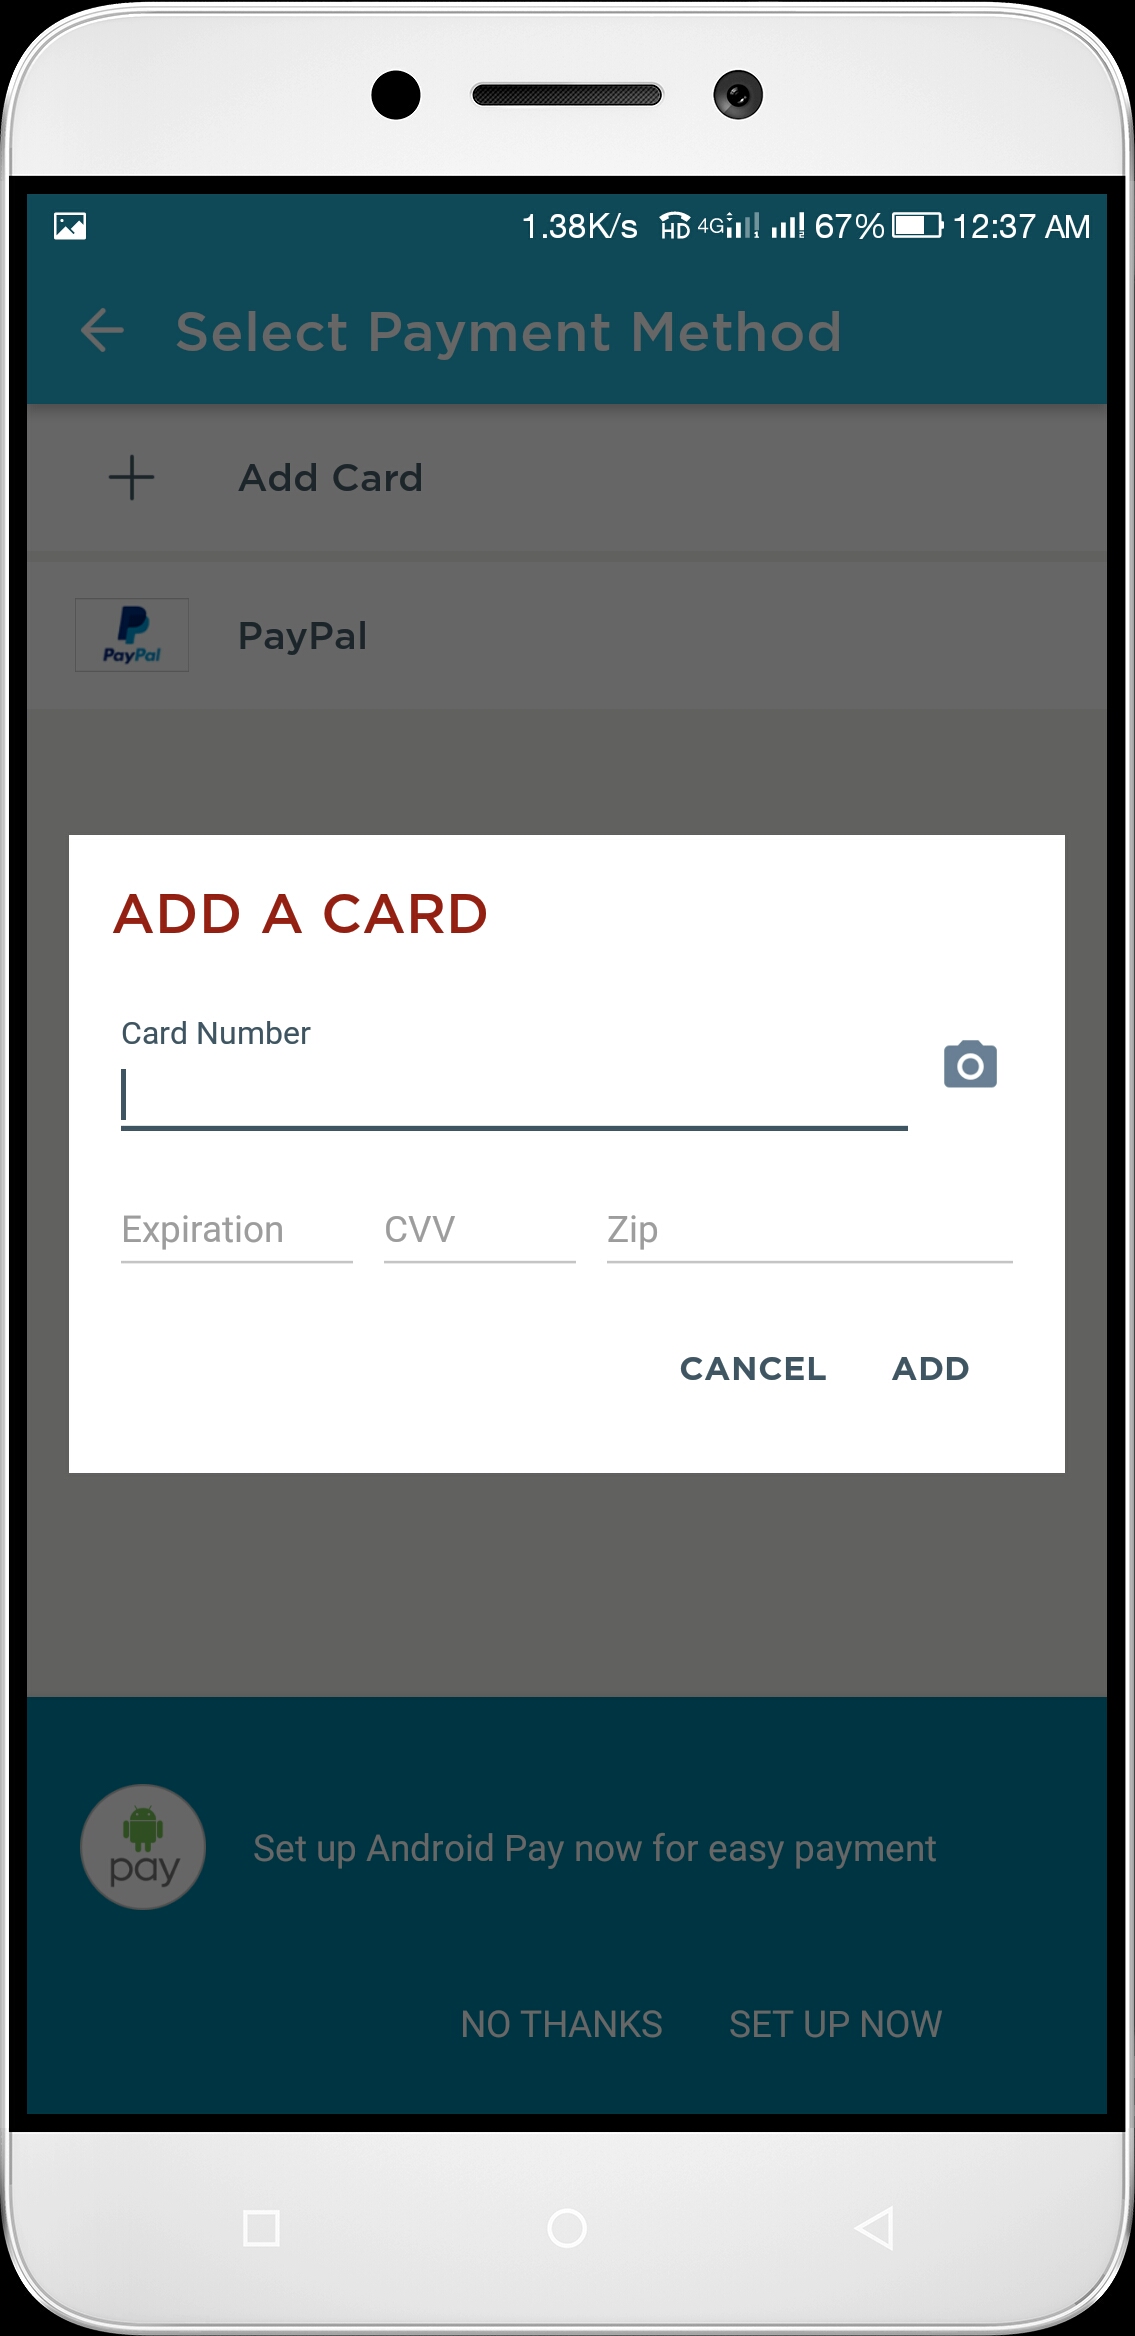 1.38K/s HD 4G 1 2 67% 12:37 AM
Select Payment Method
Add Card
PayPal PayPal
ADD A CARD
Card Number
Expiration CVV Zip
CANCEL ADD
pay Set up Android Pay now for easy payment
NO THANKS SET UP NOW